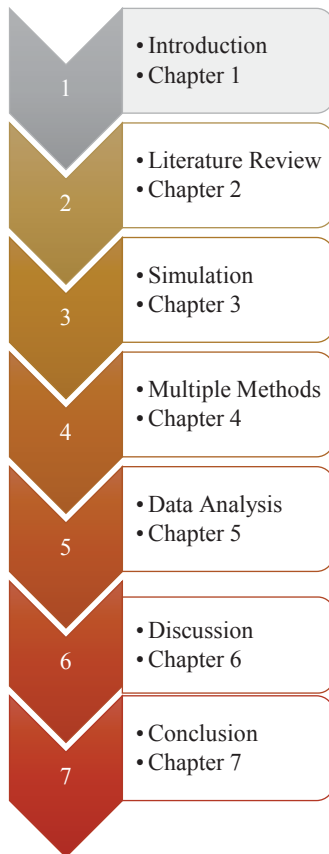 1
• Introduction
• Chapter 1
2
• Literature Review
• Chapter 2
3
• Simulation
• Chapter 3
4
• Multiple Methods
• Chapter 4
5
• Data Analysis
• Chapter 5
6
• Discussion
• Chapter 6
7
• Conclusion
• Chapter 7